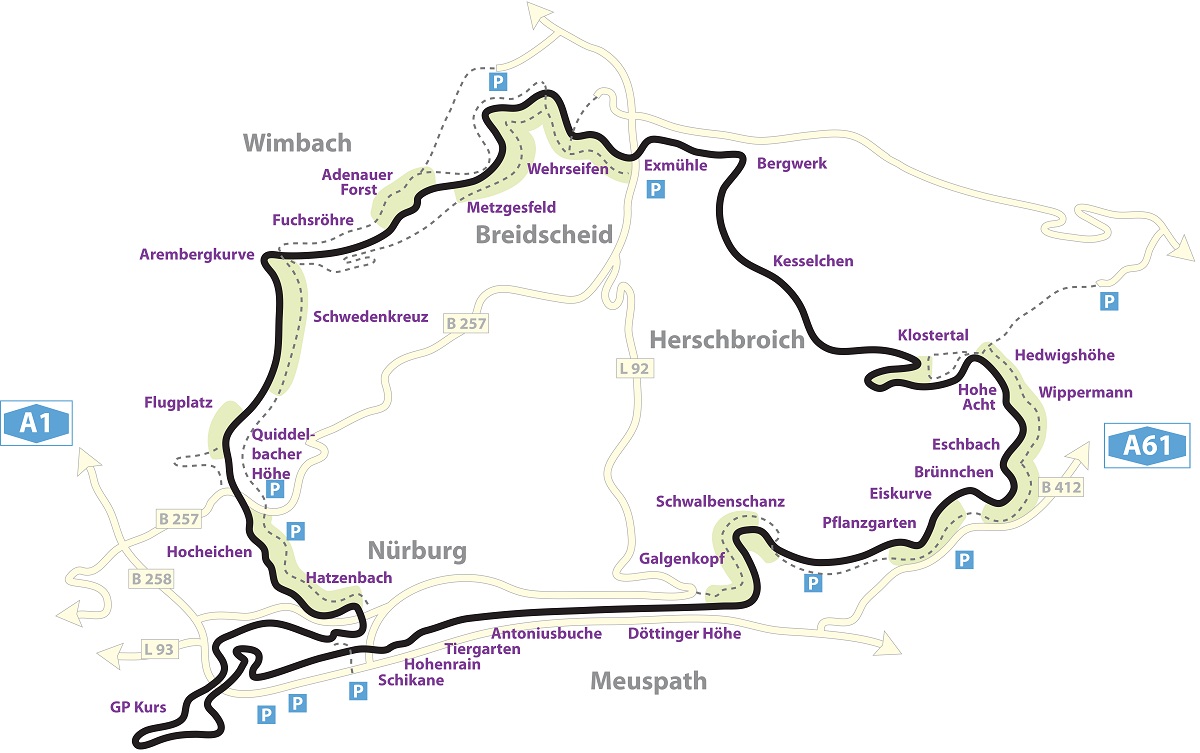 P
Wimbach
Adenauer
Forst
Wehrseifen
Exmühle
Bergwerk
P
Fuchsröhre
Metzgesfeld
Breidscheid
Arembergkurve
Kesselchen
P
Schwedenkreuz
B 257
Herschbroich
Klostertal
Hedwigshöhe
L 92
Hohe
Acht
Wippermann
Flugplatz
A1
Quiddel-
bacher
Höhe
Eschbach
A61
Brünnchen
P
B 412
Eiskurve
Schwalbenschanz
B 257
P
Pflanzgarten
Hocheichen
Nürburg
Galgenkopf
P
B 258
Hatzenbach
P
Antoniusbuche
Döttinger Höhe
L 93
Tiergarten
Hohenrain
Schikane
Meuspath
P
GP Kurs
P
P